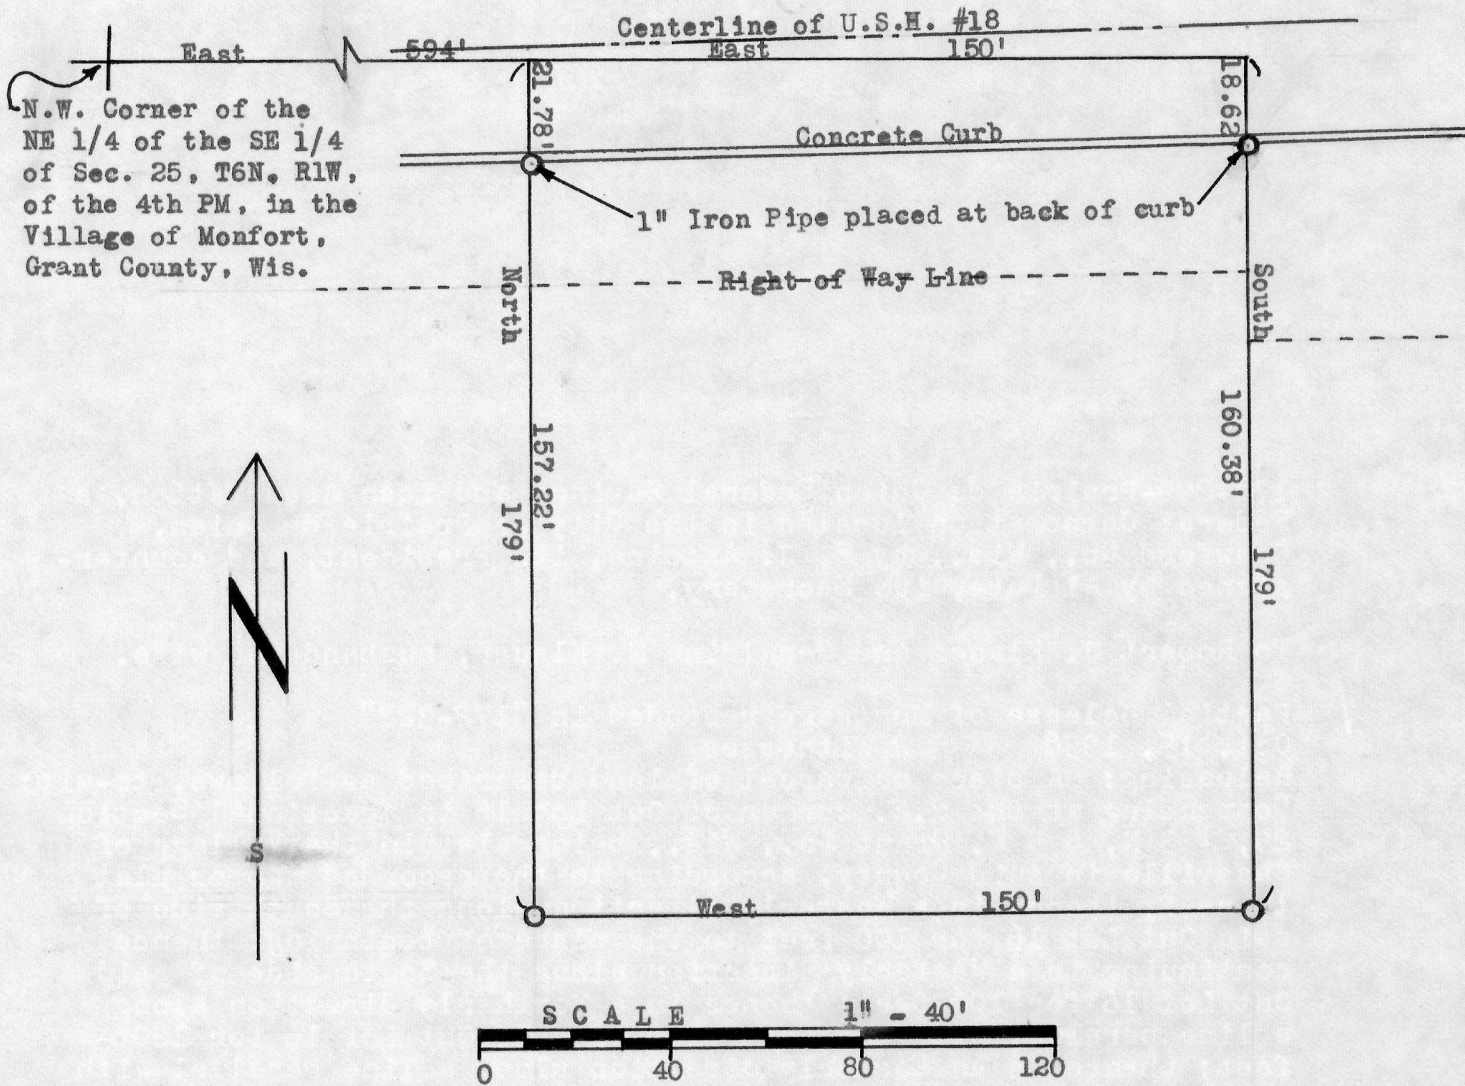 Centerline of U.S.H. #18
East 594' East 150'
N.W. Corner of the
NE 1/4 of the SE 1/4
of Sec. 25, T6N, R1W,
of the 4th PM, in the
Village of Monfort,
Grant County, Wis.
21.78'
18.62
Concrete Curb
1" Iron Pipe placed at back of curb
Right of Way Line
North
South
157.22'
179'
160.38'
179'
N
S
West 150'
SCALE 1" - 40'
0 40 80 120